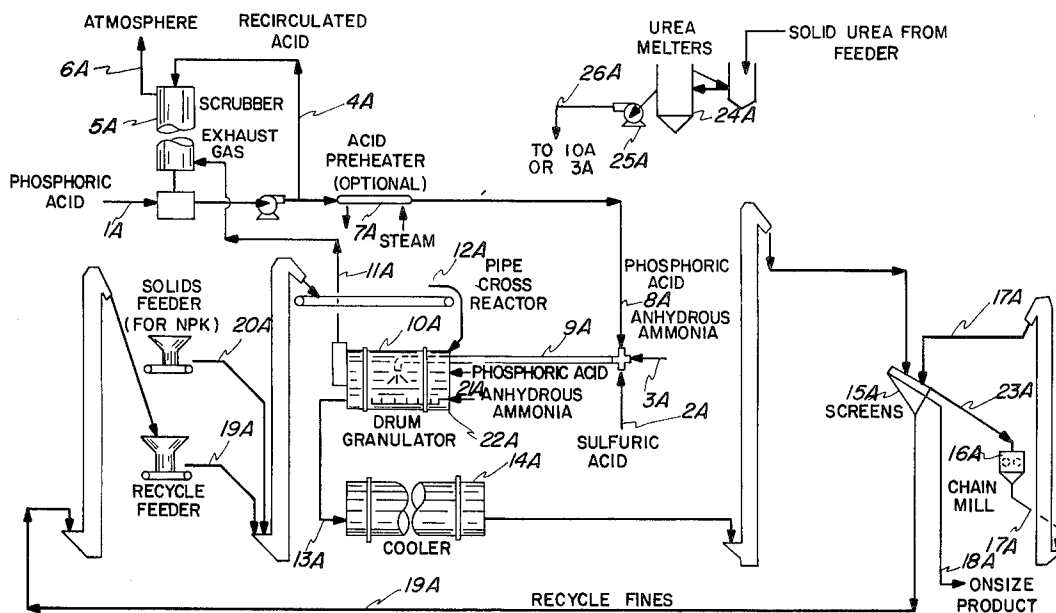 ATMOSPHERE
RECIRCULATED
ACID
6A
SCRUBBER
5A
EXHAUST
GAS
4A
PHOSPHORIC
ACID
1A
ACID
PREHEATER
(OPTIONAL)
7A
STEAM
UREA
MELTERS
SOLID UREA FROM
FEEDER
26A
24A
25A
TO 10A
OR 3A
11A
12A
PIPE
CROSS
REACTOR
8A
PHOSPHORIC
ACID
ANHYDROUS
AMMONIA
17A
SOLIDS
FEEDER
(FOR NPK)
20A
10A
9A
PHOSPHORIC ACID
21A
ANHYDROUS
AMMONIA
3A
2A
SULFURIC
ACID
DRUM
GRANULATOR
22A
15A
SCREENS
23A
16A
CHAIN
MILL
17A
19A
RECYCLE
FEEDER
14A
13A
COOLER
18A
ONSIZE
PRODUCT
19A
RECYCLE FINES